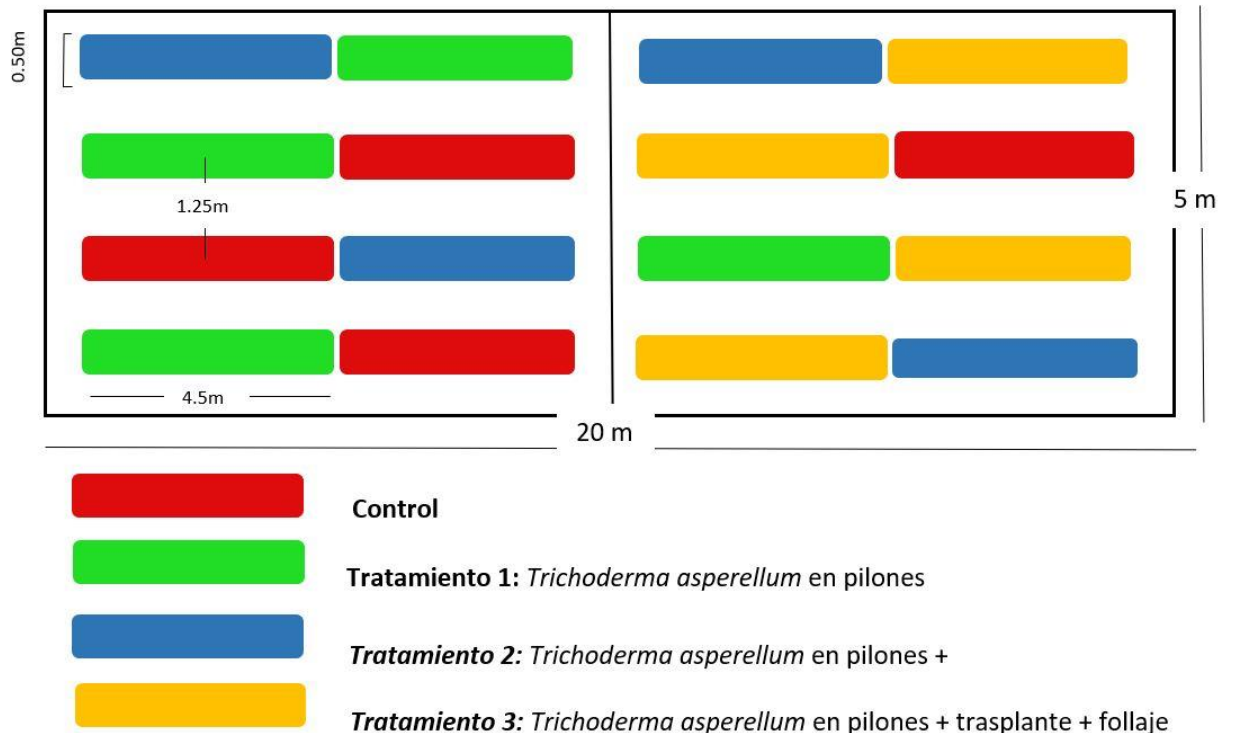 0.50m
1.25m
5 m
4.5m
20 m
Control
Tratamiento 1: Trichoderma asperellum en pilones
Tratamiento 2: Trichoderma asperellum en pilones +
Tratamiento 3: Trichoderma asperellum en pilones + trasplante + follaje